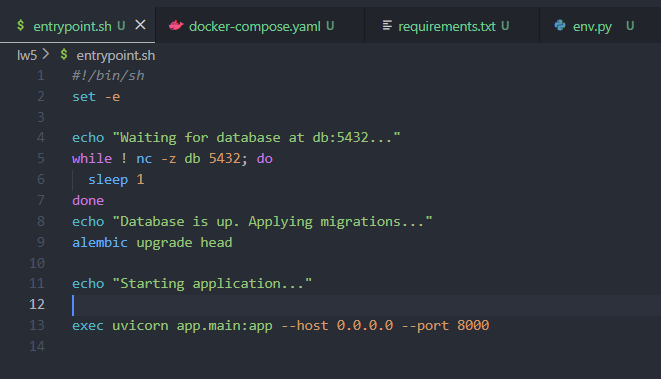 $ entrypoint.sh U × docker-compose.yaml U requirements.txt U env.py U
lw5 > $ entrypoint.sh
1 #!/bin/sh
2 set -e
3
4 echo "Waiting for database at db:5432..."
5 while ! nc -z db 5432; do
6 sleep 1
7 done
8 echo "Database is up. Applying migrations..."
9 alembic upgrade head
10
11 echo "Starting application..."
12
13 exec uvicorn app.main:app --host 0.0.0.0 --port 8000
14